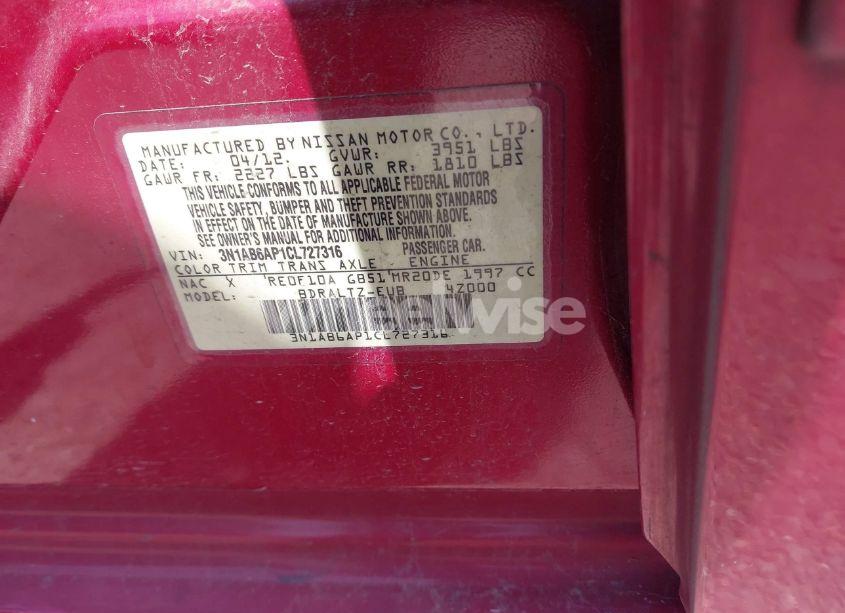 MANUFACTURED BY NISSAN MOTOR CO., LTD.
DATE: 04/12. GVWR: 3951 LBS
GAWR FR: 2227 LBS GAWR RR: 1810 LBS
THIS VEHICLE CONFORMS TO ALL APPLICABLE FEDERAL MOTOR
VEHICLE SAFETY, BUMPER AND THEFT PREVENTION STANDARDS
IN EFFECT ON THE DATE OF MANUFACTURE SHOWN ABOVE.
SEE OWNER'S MANUAL FOR ADDITIONAL INFORMATION.
VIN: 3N1AB6AP1CL727316 PASSENGER CAR.
COLOR TRIM TRANS AXLE ENGINE
NAC X RE0F10A GB51 MR20DE 1997 CC
MODEL: BDRALTZ-EUB 4Z000
3N1AB6AP1CL727316